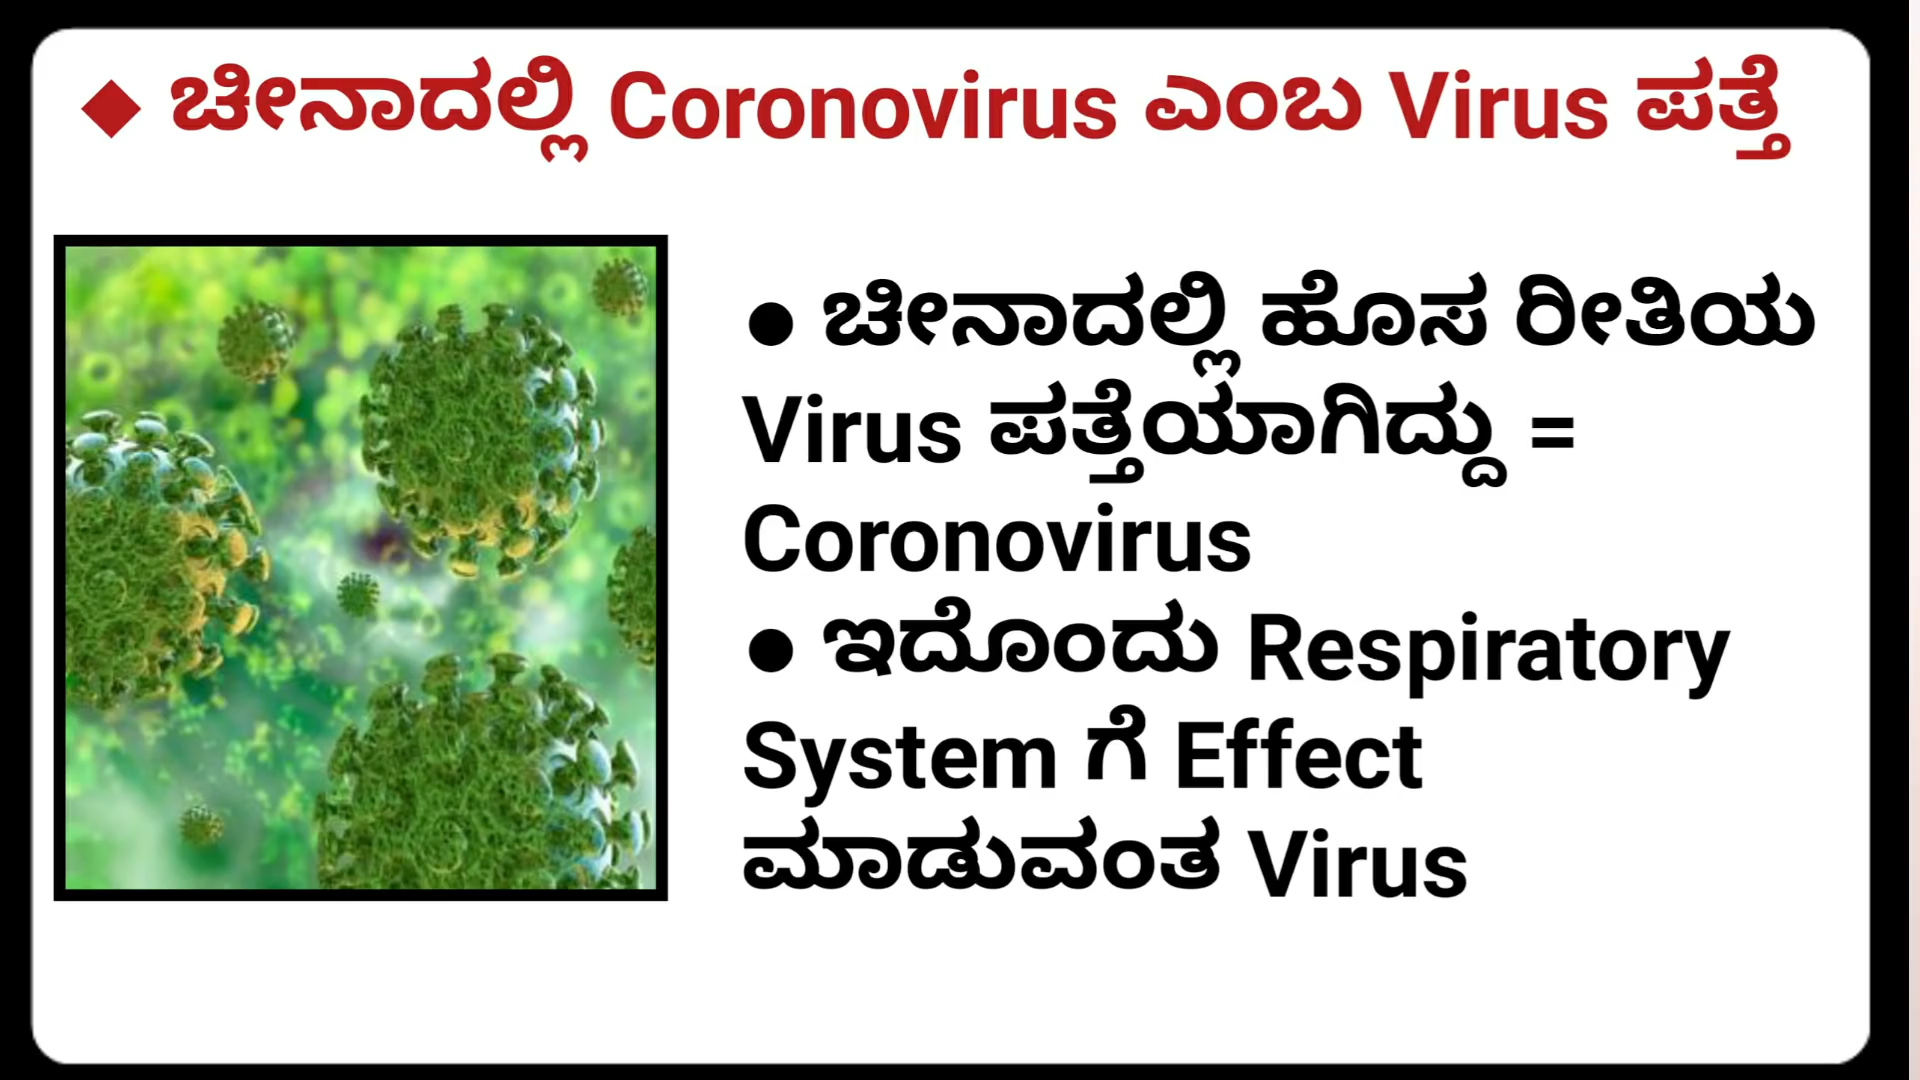 ◆ ಚೀನಾದಲ್ಲಿ Coronovirus ಎಂಬ Virus ಪತ್ತೆ
● ಚೀನಾದಲ್ಲಿ ಹೊಸ ರೀತಿಯ
Virus ಪತ್ತೆಯಾಗಿದ್ದು =
Coronovirus
● ಇದೊಂದು Respiratory
System ಗೆ Effect
ಮಾಡುವಂತ Virus